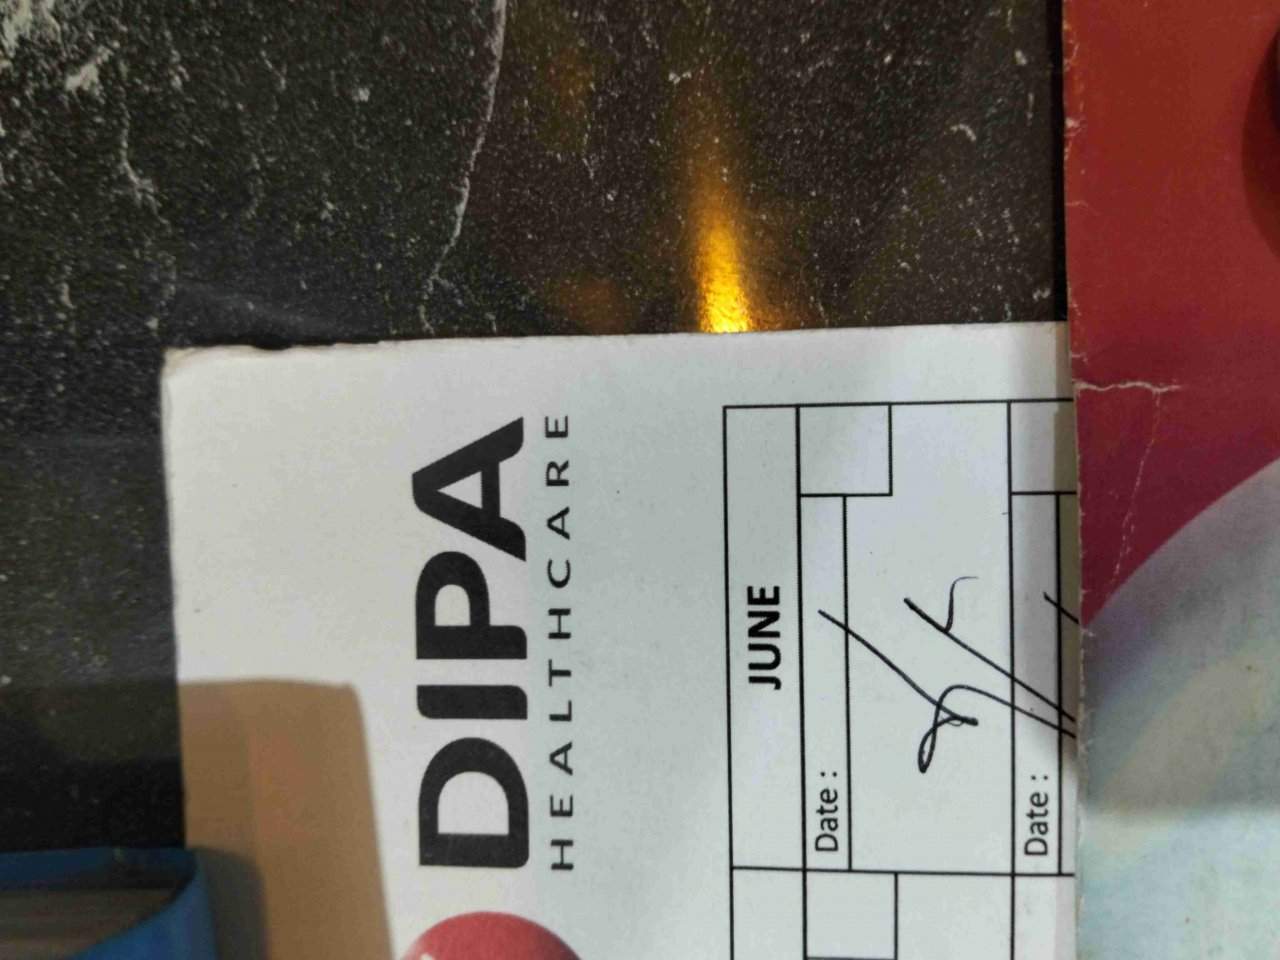 DIPA
HEALTHCARE
JUNE
Date :
Date :